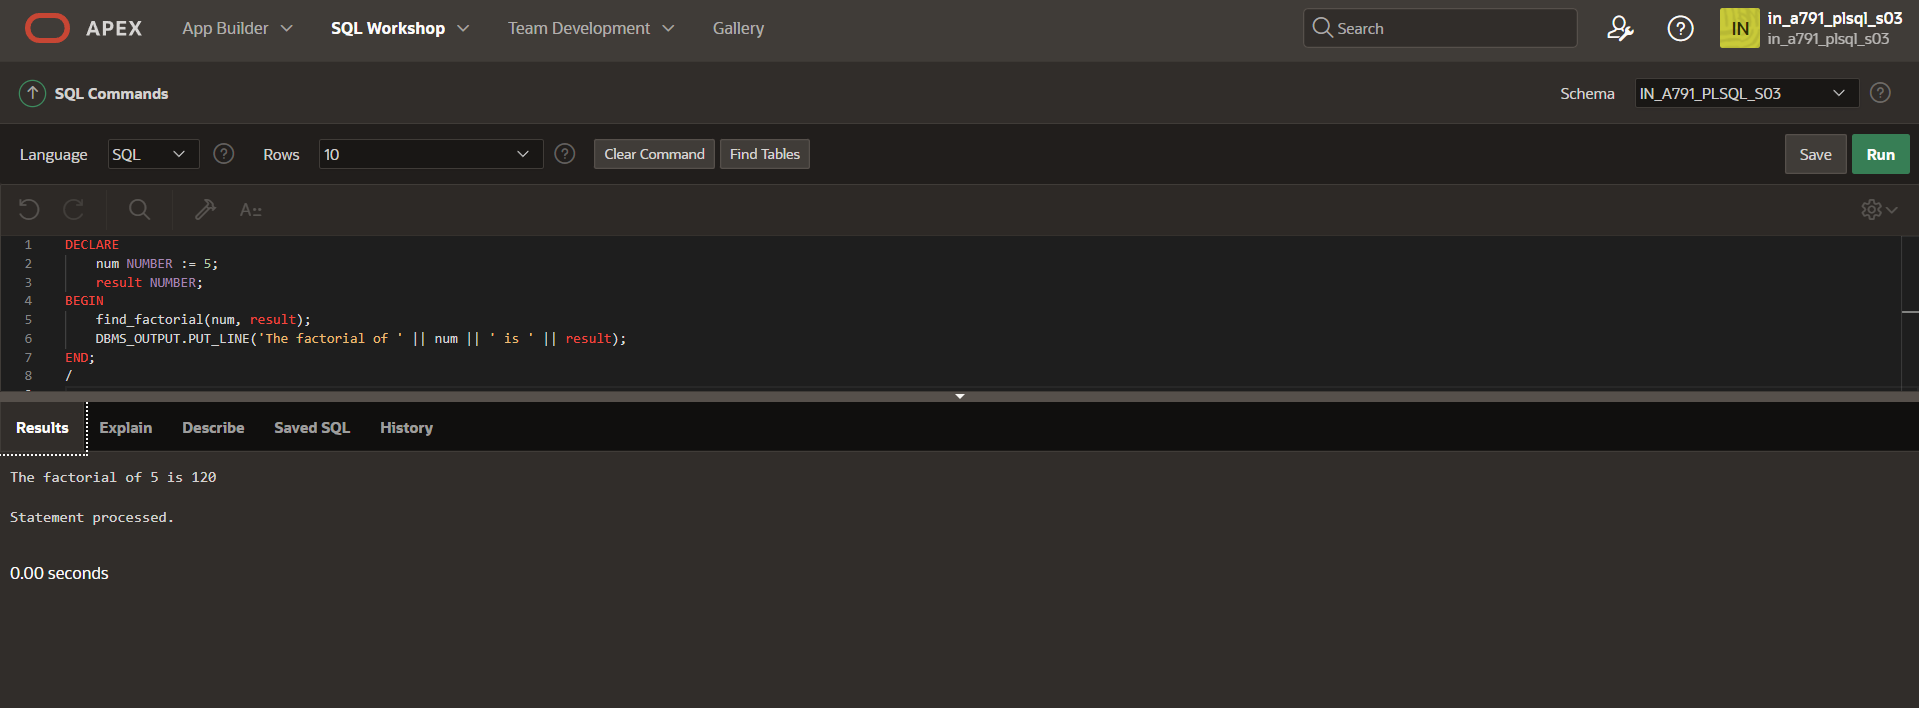 APEX App Builder SQL Workshop Team Development Gallery Search IN in_a791_plsql_s03
in_a791_plsql_s03
SQL Commands Schema IN_A791_PLSQL_S03
Language SQL Rows 10 Clear Command Find Tables Save Run
1 DECLARE
2 num NUMBER := 5;
3 result NUMBER;
4 BEGIN
5 find_factorial(num, result);
6 DBMS_OUTPUT.PUT_LINE('The factorial of ' || num || ' is ' || result);
7 END;
8 /
Results Explain Describe Saved SQL History
The factorial of 5 is 120
Statement processed.
0.00 seconds